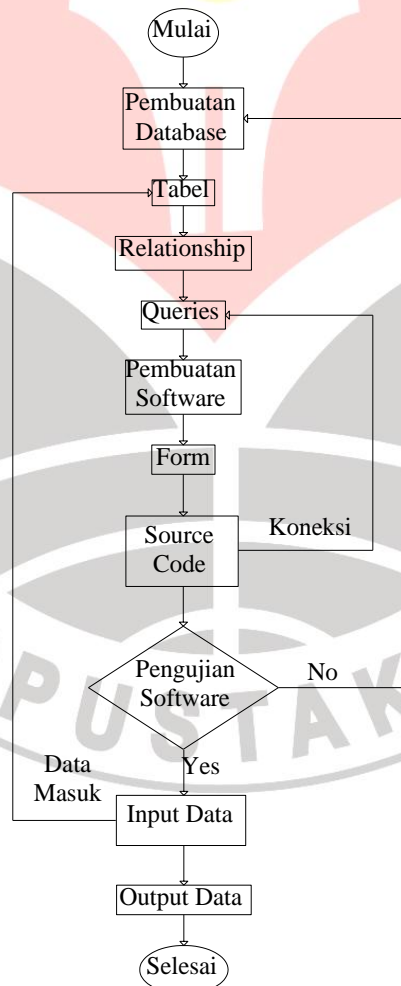 Mulai
Pembuatan
Database
Tabel
Relationship
Queries
Pembuatan
Software
Form
Source
Code
Koneksi
Pengujian
Software
No
PUSTAK
Yes
Data
Masuk
Input Data
Output Data
Selesai